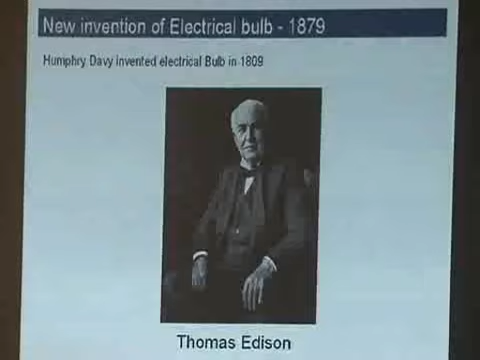 New invention of Electrical bulb - 1879
Humphry Davy invented electrical Bulb in 1809
Thomas Edison